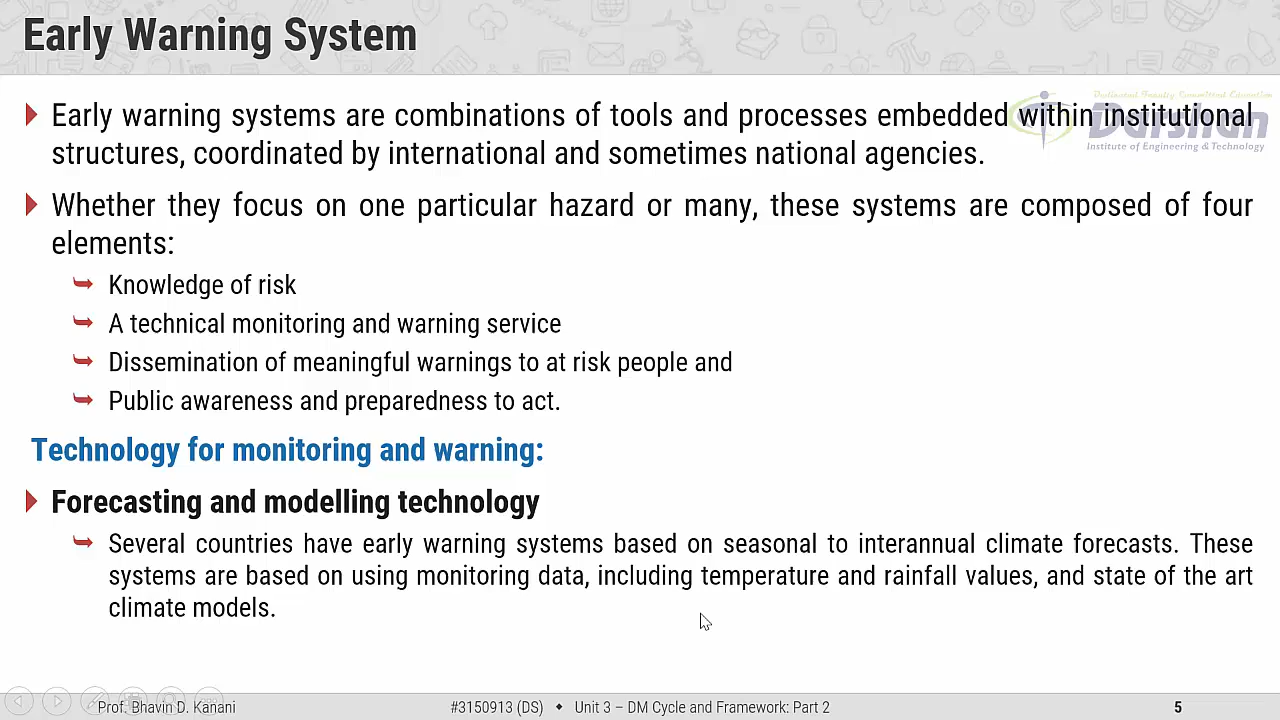 Early Warning System
Dedicated Faculty Committed Education
Darshan
Institute of Engineering & Technology
Early warning systems are combinations of tools and processes embedded within institutional
structures, coordinated by international and sometimes national agencies.
Whether they focus on one particular hazard or many, these systems are composed of four
elements:
Knowledge of risk
A technical monitoring and warning service
Dissemination of meaningful warnings to at risk people and
Public awareness and preparedness to act.
Technology for monitoring and warning:
Forecasting and modelling technology
Several countries have early warning systems based on seasonal to interannual climate forecasts. These
systems are based on using monitoring data, including temperature and rainfall values, and state of the art
climate models.
Prof. Bhavin D. Kanani
#3150913 (DS) ◆ Unit 3 – DM Cycle and Framework: Part 2
5